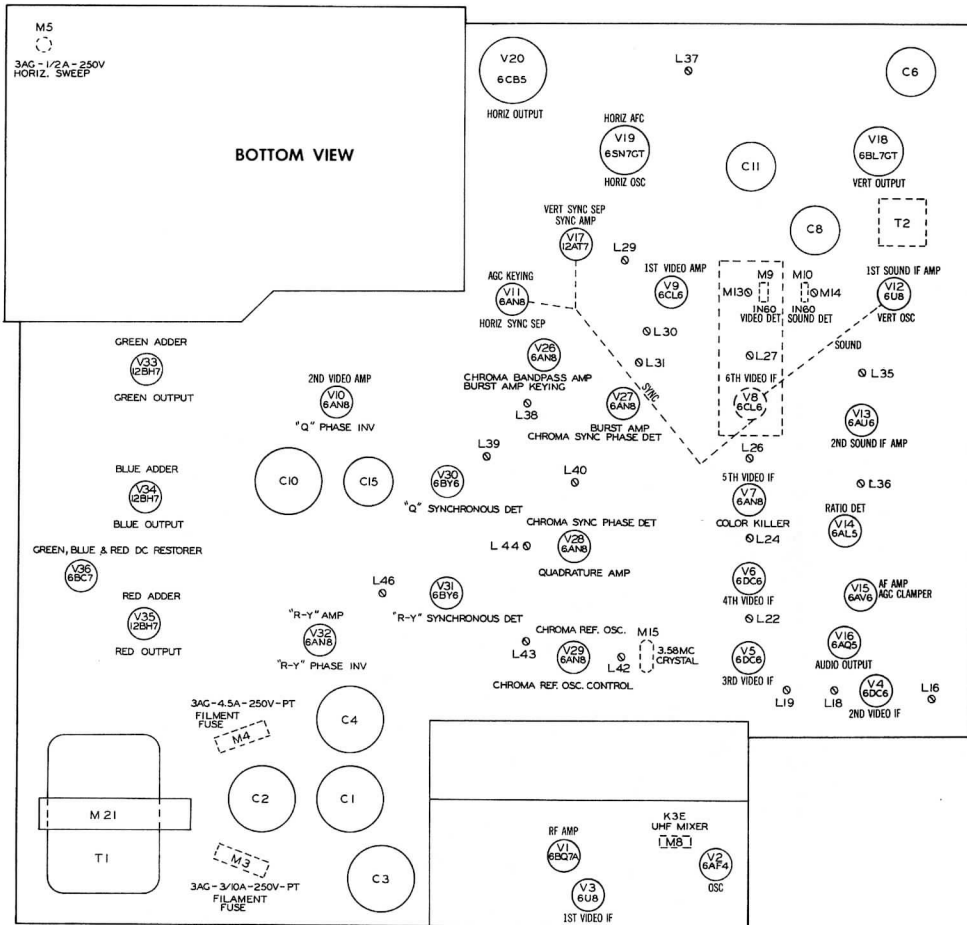 M5
3AG-1/2A-250V
HORIZ. SWEEP
BOTTOM VIEW
V20
6CB5
HORIZ OUTPUT
L37
C6
HORIZ AFC
V19
6SN7GT
HORIZ OSC
C11
V18
6BL7GT
VERT OUTPUT
VERT SYNC SEP
SYNC AMP
V17
12AT7
C8
T2
L29
AGC KEYING
V11
6AN8
HORIZ SYNC SEP
1ST VIDEO AMP
V9
6CL6
M9
M13
IN60
VIDEO DET
M10
M14
IN60
SOUND DET
1ST SOUND IF AMP
V12
6U8
VERT OSC
L30
L31
L27
SOUND
L35
GREEN ADDER
V33
12BH7
GREEN OUTPUT
2ND VIDEO AMP
V10
6AN8
"Q" PHASE INV
V26
6AN8
CHROMA BANDPASS AMP
BURST AMP KEYING
L38
V27
6AN8
BURST AMP
CHROMA SYNC PHASE DET
SYNC
6TH VIDEO IF
V8
6CL6
V13
6AU6
2ND SOUND IF AMP
L39
L26
L40
L36
BLUE ADDER
V34
12BH7
BLUE OUTPUT
C10
C15
V30
6BY6
"Q" SYNCHRONOUS DET
5TH VIDEO IF
V7
6AN8
COLOR KILLER
L24
RATIO DET
V14
6AL5
GREEN, BLUE & RED DC RESTORER
V36
6BC7
CHROMA SYNC PHASE DET
L44
V28
6AN8
QUADRATURE AMP
V6
6DC6
4TH VIDEO IF
V15
6AV6
AF AMP
AGC CLAMPER
L46
V31
6BY6
"R-Y" SYNCHRONOUS DET
L22
RED ADDER
V35
12BH7
RED OUTPUT
"R-Y" AMP
V32
6AN8
"R-Y" PHASE INV
L43
CHROMA REF. OSC.
V29
6AN8
CHROMA REF. OSC. CONTROL
L42
M15
3.58MC
CRYSTAL
V5
6DC6
3RD VIDEO IF
V16
6AQ5
AUDIO OUTPUT
L19
L18
V4
6DC6
2ND VIDEO IF
L16
3AG-4.5A-250V-PT
FILMENT
FUSE
M4
C4
C2
C1
M21
T1
M3
3AG-3/10A-250V-PT
FILAMENT
FUSE
C3
RF AMP
V1
6BQ7A
V3
6U8
1ST VIDEO IF
K3E
UHF MIXER
M8
V2
6AF4
OSC